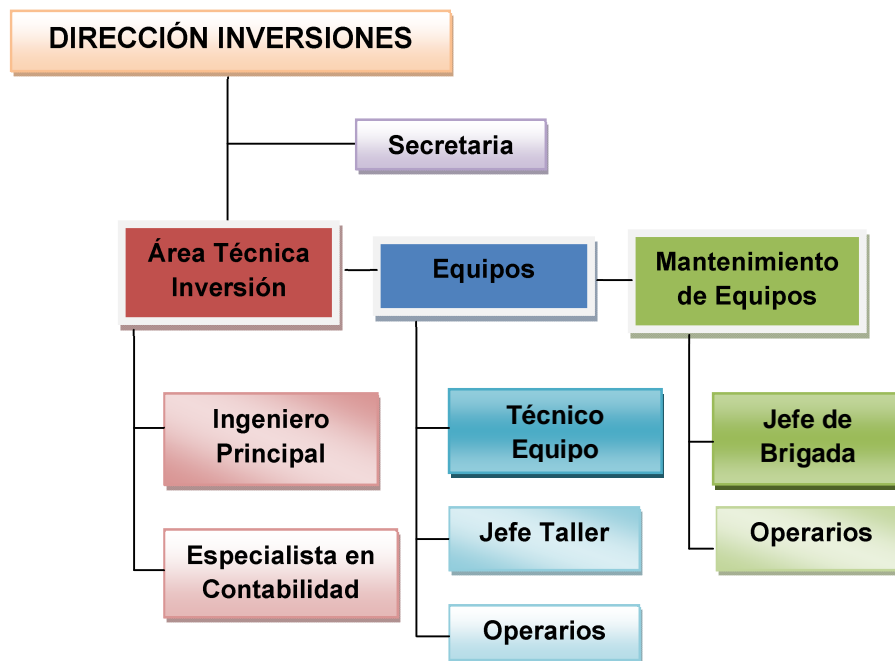 DIRECCIÓN INVERSIONES
Secretaria
Área Técnica
Inversión
Equipos
Mantenimiento
de Equipos
Ingeniero
Principal
Técnico
Equipo
Jefe de
Brigada
Especialista en
Contabilidad
Jefe Taller
Operarios
Operarios